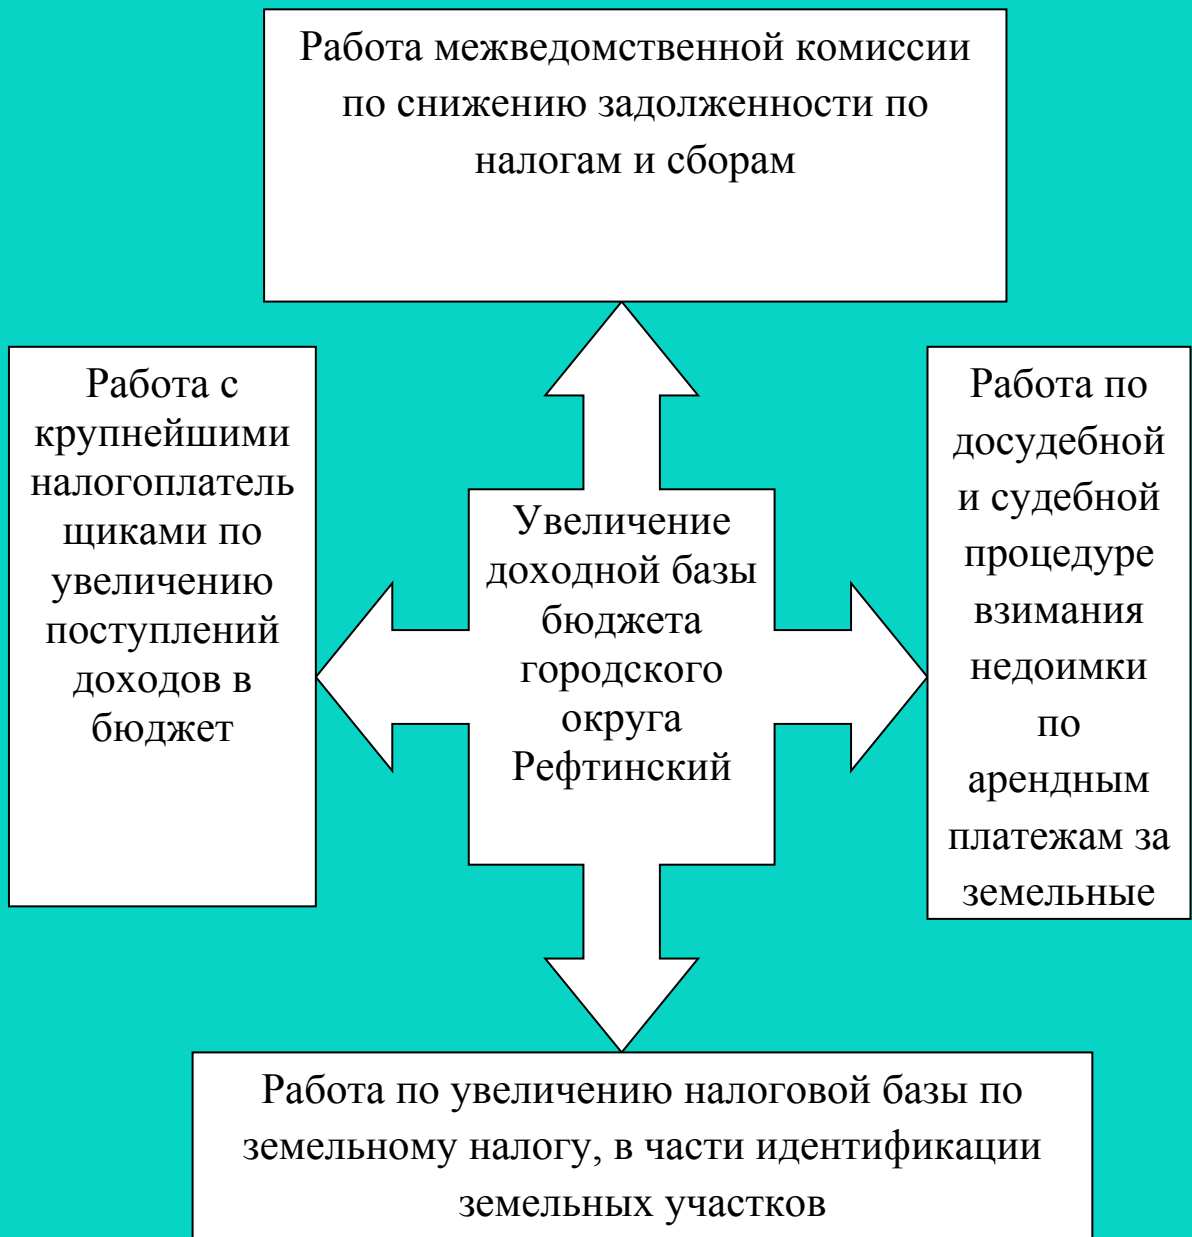 Работа межведомственной комиссии
по снижению задолженности по
налогам и сборам
Работа с
крупнейшими
налогоплатель
щиками по
увеличению
поступлений
доходов в
бюджет
Увеличение
доходной базы
бюджета
городского
округа
Рефтинский
Работа по
досудебной
и судебной
процедуре
взимания
недоимки
по
арендным
платежам за
земельные
Работа по увеличению налоговой базы по
земельному налогу, в части идентификации
земельных участков